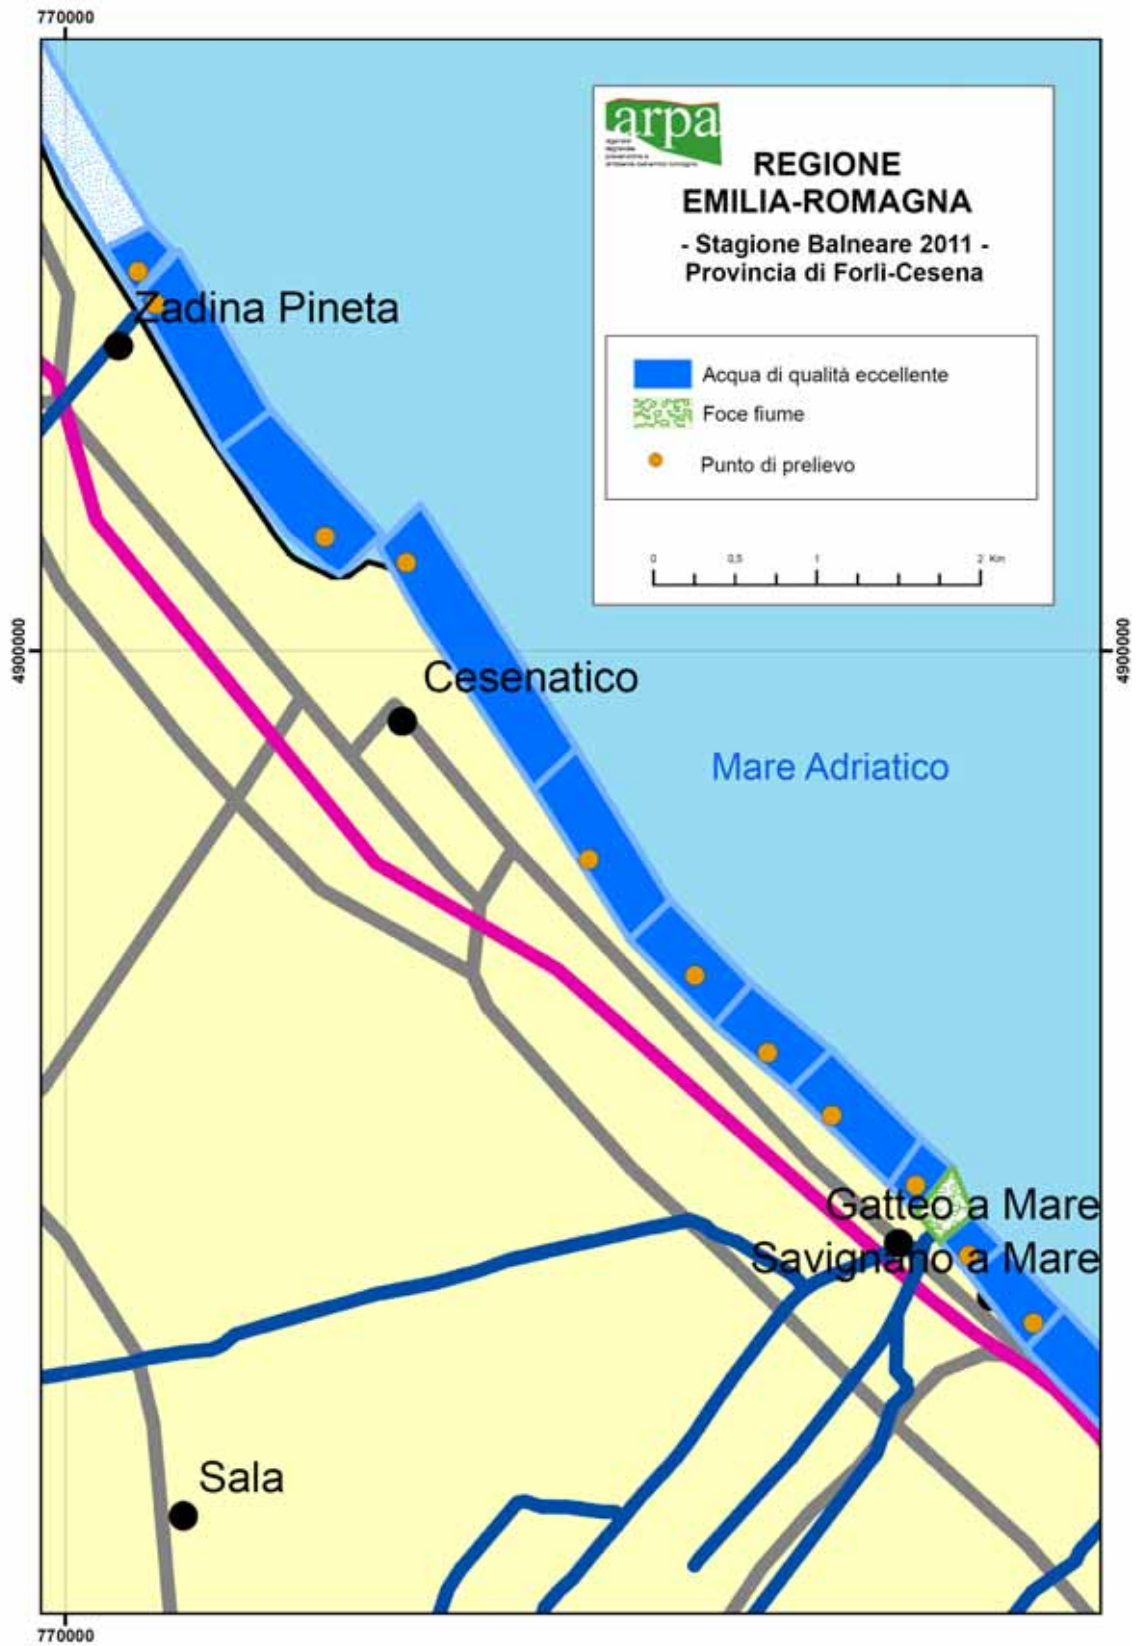 770000
arpa
REGIONE
EMILIA-ROMAGNA
- Stagione Balneare 2011 -
Provincia di Forlì-Cesena
Acqua di qualità eccellente
Foce fiume
Punto di prelievo
0 0,5 1 2 Km
Zadina Pineta
4900000
4900000
Cesenatico
Mare Adriatico
Gatteo a Mare
Savignano a Mare
Sala
770000